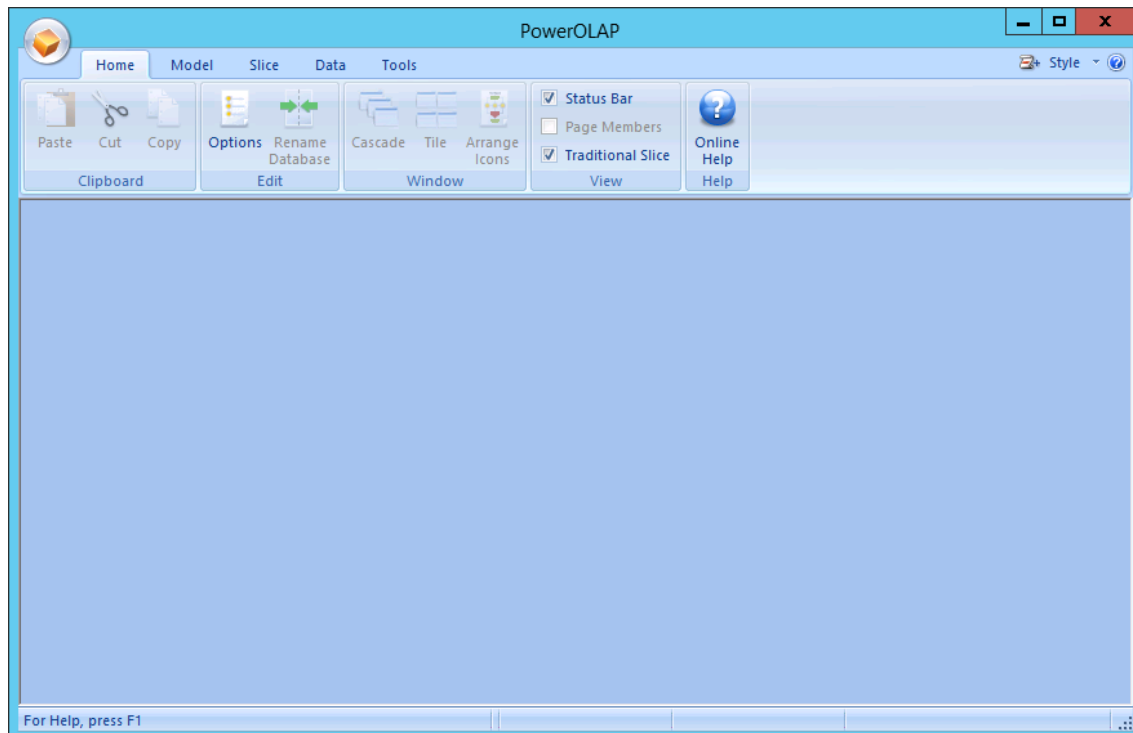 PowerOLAP
Home Model Slice Data Tools Style
Paste Cut Copy Options Rename Database Cascade Tile Arrange Icons
Status Bar
Page Members
Traditional Slice
Online Help
Clipboard Edit Window View Help
For Help, press F1